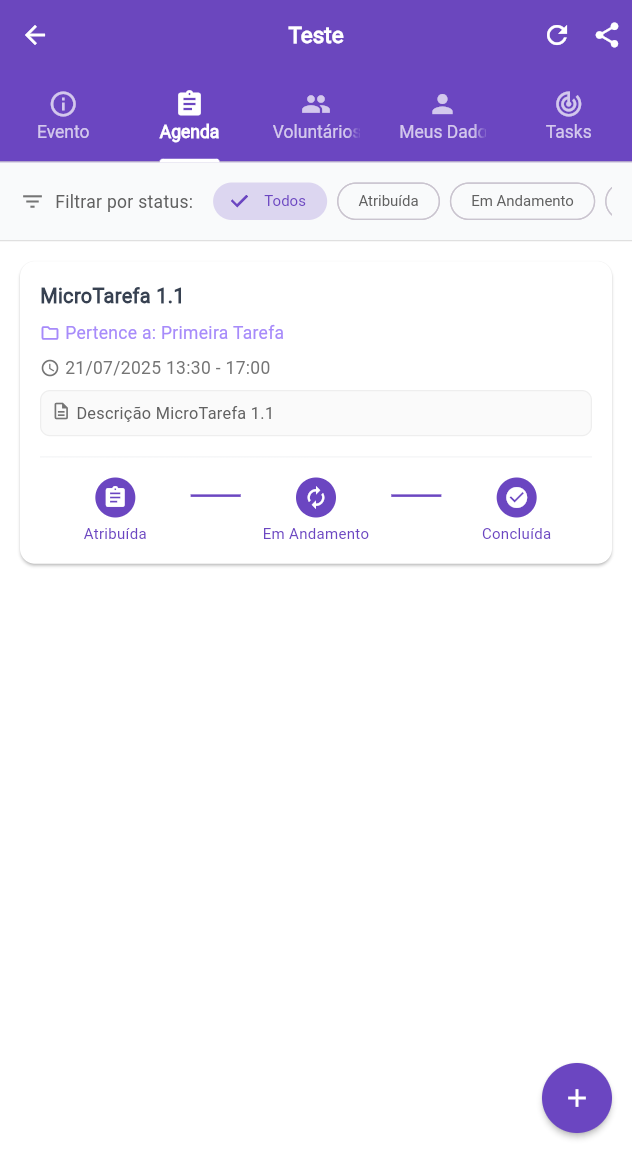 Teste
Evento
Agenda
Voluntários
Meus Dado
Tasks
Filtrar por status:
Todos
Atribuída
Em Andamento
MicroTarefa 1.1
Pertence a: Primeira Tarefa
21/07/2025 13:30 - 17:00
Descrição MicroTarefa 1.1
Atribuída
Em Andamento
Concluída